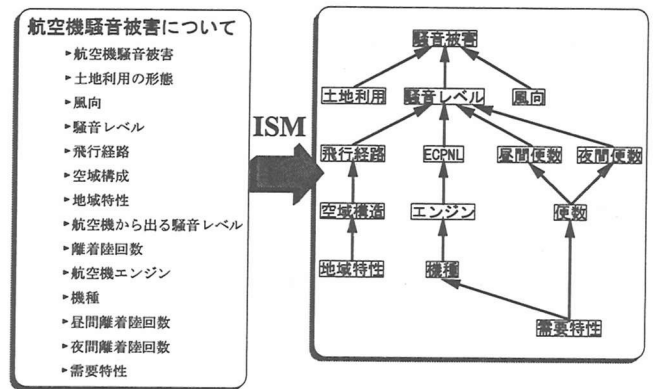 航空機騒音被害について
▸航空機騒音被害
▸土地利用の形態
▸風向
▸騒音レベル
▸飛行経路
▸空域構成
▸地域特性
▸航空機から出る騒音レベル
▸離着陸回数
▸航空機エンジン
▸機種
▸昼間離着陸回数
▸夜間離着陸回数
▸需要特性
ISM
騒音被害
土地利用 騒音レベル 風向
飛行経路 ECPNL 昼間便数 夜間便数
空域構造 エンジン 便数
地域特性 機種
需要特性